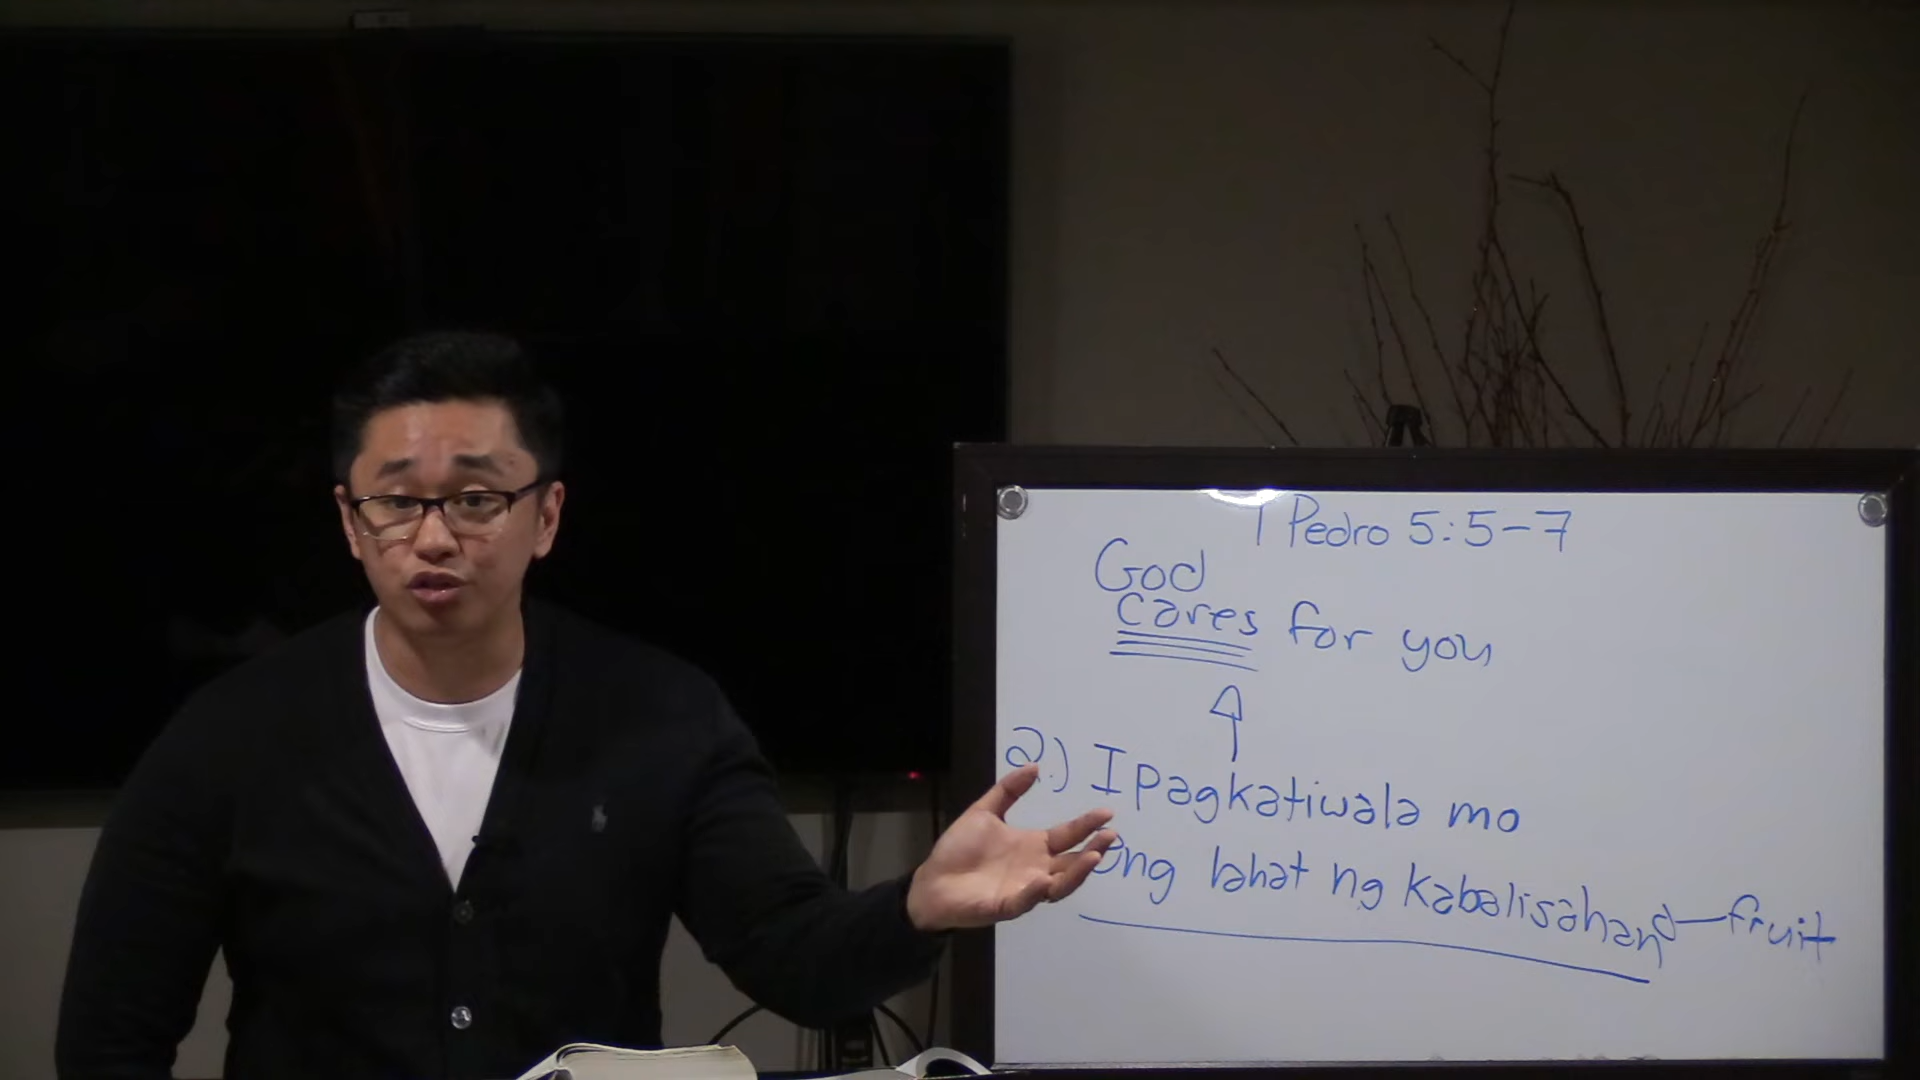 1 Pedro 5:5-7
God
cares for you
2.) Ipagkatiwala mo
ang lahat ng kabalisahan - fruit